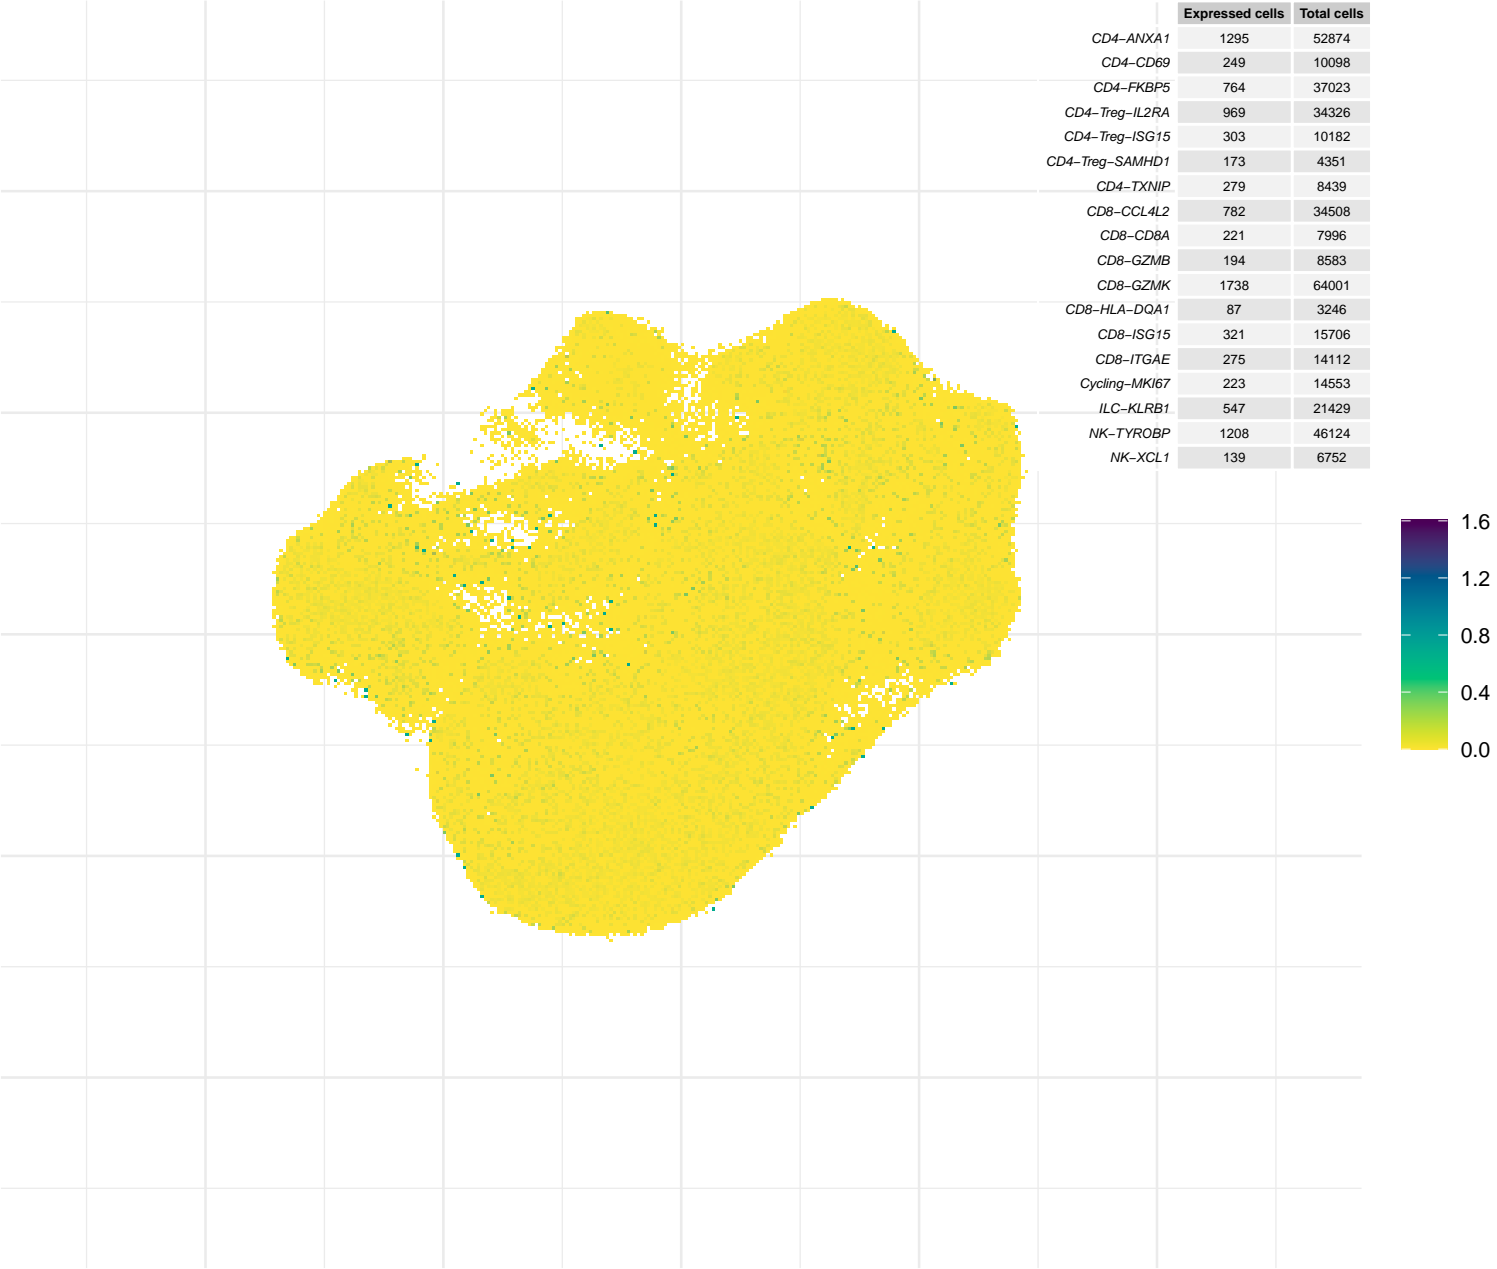 Expressed cells Total cells
CD4−ANXA1 1295 52874
CD4−CD69 249 10098
CD4−FKBP5 764 37023
CD4−Treg−IL2RA 969 34326
CD4−Treg−ISG15 303 10182
CD4−Treg−SAMHD1 173 4351
CD4−TXNIP 279 8439
CD8−CCL4L2 782 34508
CD8−CD8A 221 7996
CD8−GZMB 194 8583
CD8−GZMK 1738 64001
CD8−HLA−DQA1 87 3246
CD8−ISG15 321 15706
CD8−ITGAE 275 14112
Cycling−MKI67 223 14553
ILC−KLRB1 547 21429
NK−TYROBP 1208 46124
NK−XCL1 139 6752
1.6
1.2
0.8
0.4
0.0